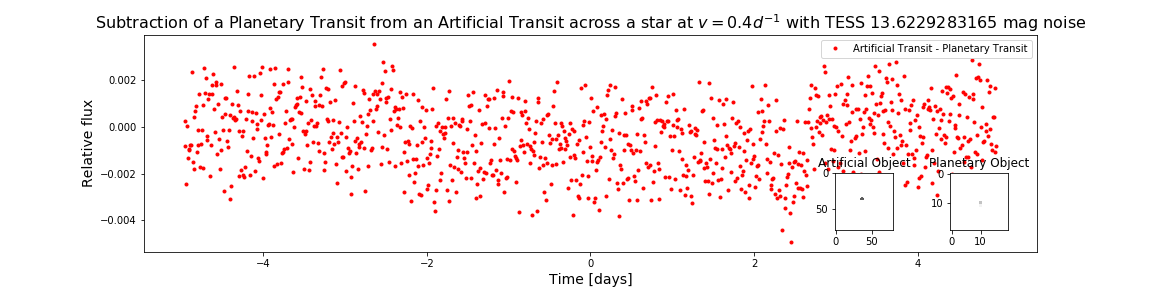 Subtraction of a Planetary Transit from an Artificial Transit across a star at v = 0.4d⁻¹ with TESS 13.6229283165 mag noise
Artificial Transit - Planetary Transit
Relative flux
0.002
0.000
−0.002
−0.004
Artificial Object
0
50
0
50
Planetary Object
0
10
0
10
−4
−2
0
2
4
Time [days]